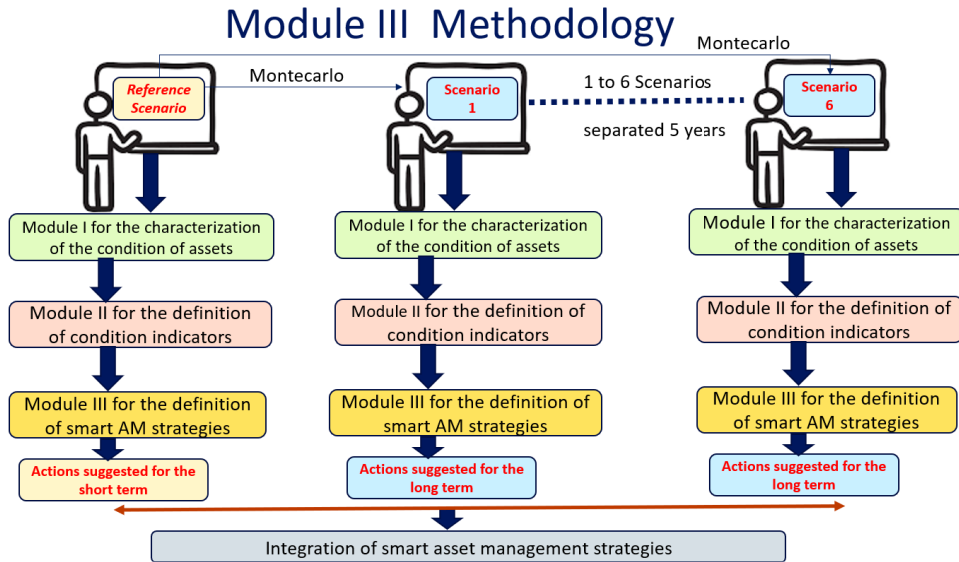 Module III Methodology
Montecarlo
Montecarlo
Reference
Scenario
Scenario
1
1 to 6 Scenarios
separated 5 years
Scenario
6
Module I for the characterization
of the condition of assets
Module I for the characterization
of the condition of assets
Module I for the characterization
of the condition of assets
Module II for the definition
of condition indicators
Module II for the definition of
condition indicators
Module II for the definition of
condition indicators
Module III for the definition
of smart AM strategies
Module III for the definition of
smart AM strategies
Module III for the definition of
smart AM strategies
Actions suggested for the
short term
Actions suggested for the
long term
Actions suggested for the
long term
Integration of smart asset management strategies